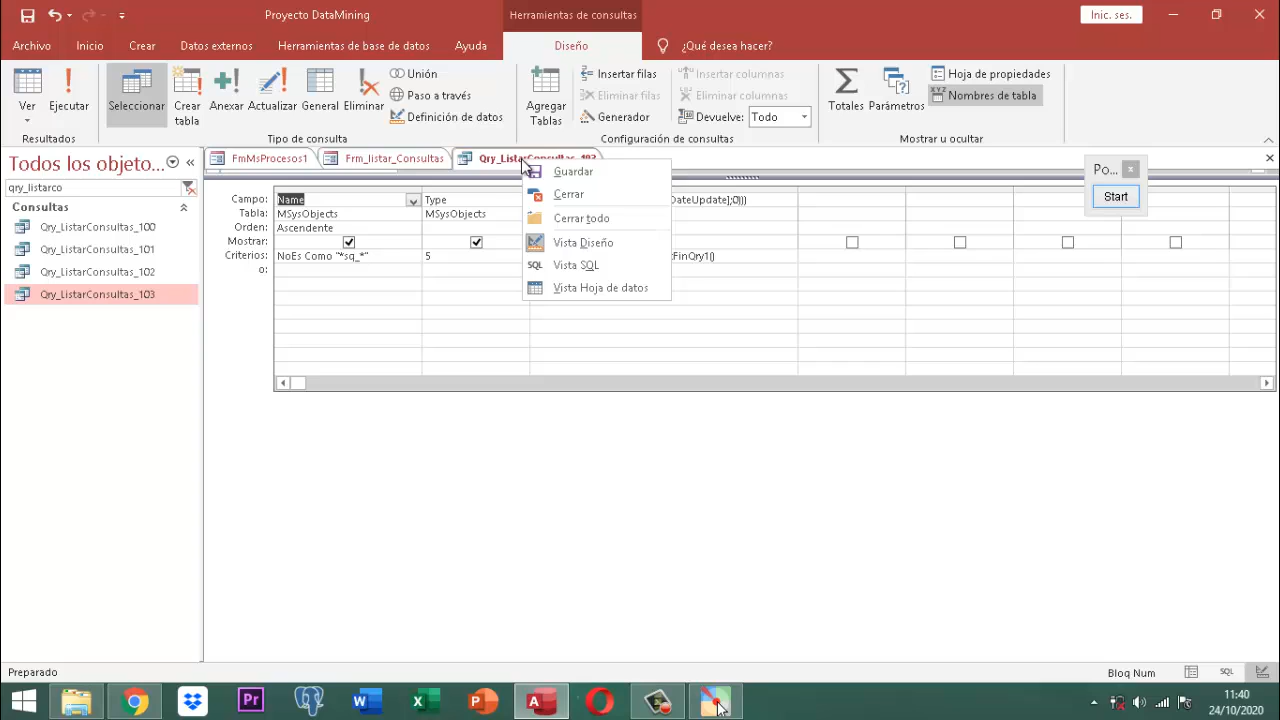 Proyecto DataMining
Herramientas de consultas
Inic. ses.
Archivo Inicio Crear Datos externos Herramientas de base de datos Ayuda Diseño ¿Qué desea hacer?
Ver Ejecutar Seleccionar Crear tabla Anexar Actualizar General Eliminar
Unión
Paso a través
Definición de datos
Agregar Tablas
Insertar filas
Eliminar filas
Generador
Insertar columnas
Eliminar columnas
Devuelve: Todo
Totales Parámetros
Hoja de propiedades
XYZ Nombres de tabla
Resultados Tipo de consulta Configuración de consultas Mostrar u ocultar
Todos los objeto... «
qry_listarco
Consultas
Qry_ListarConsultas_100
Qry_ListarConsultas_101
Qry_ListarConsultas_102
Qry_ListarConsultas_103
FmMsProcesos1 Frm_listar_Consultas Qry_ListarConsultas_103
Campo: Name Type DateUpdate];0)))
Tabla: MSysObjects MSysObjects
Orden: Ascendente
Mostrar:
Criterios: NoEs Como "*sq_*" 5 FinQry1()
o:
Guardar
Cerrar
Cerrar todo
Vista Diseño
SQL Vista SQL
Vista Hoja de datos
Po... x
Start
Preparado
Bloq Num
SQL
Pr
W
X
P
A
11:40
24/10/2020